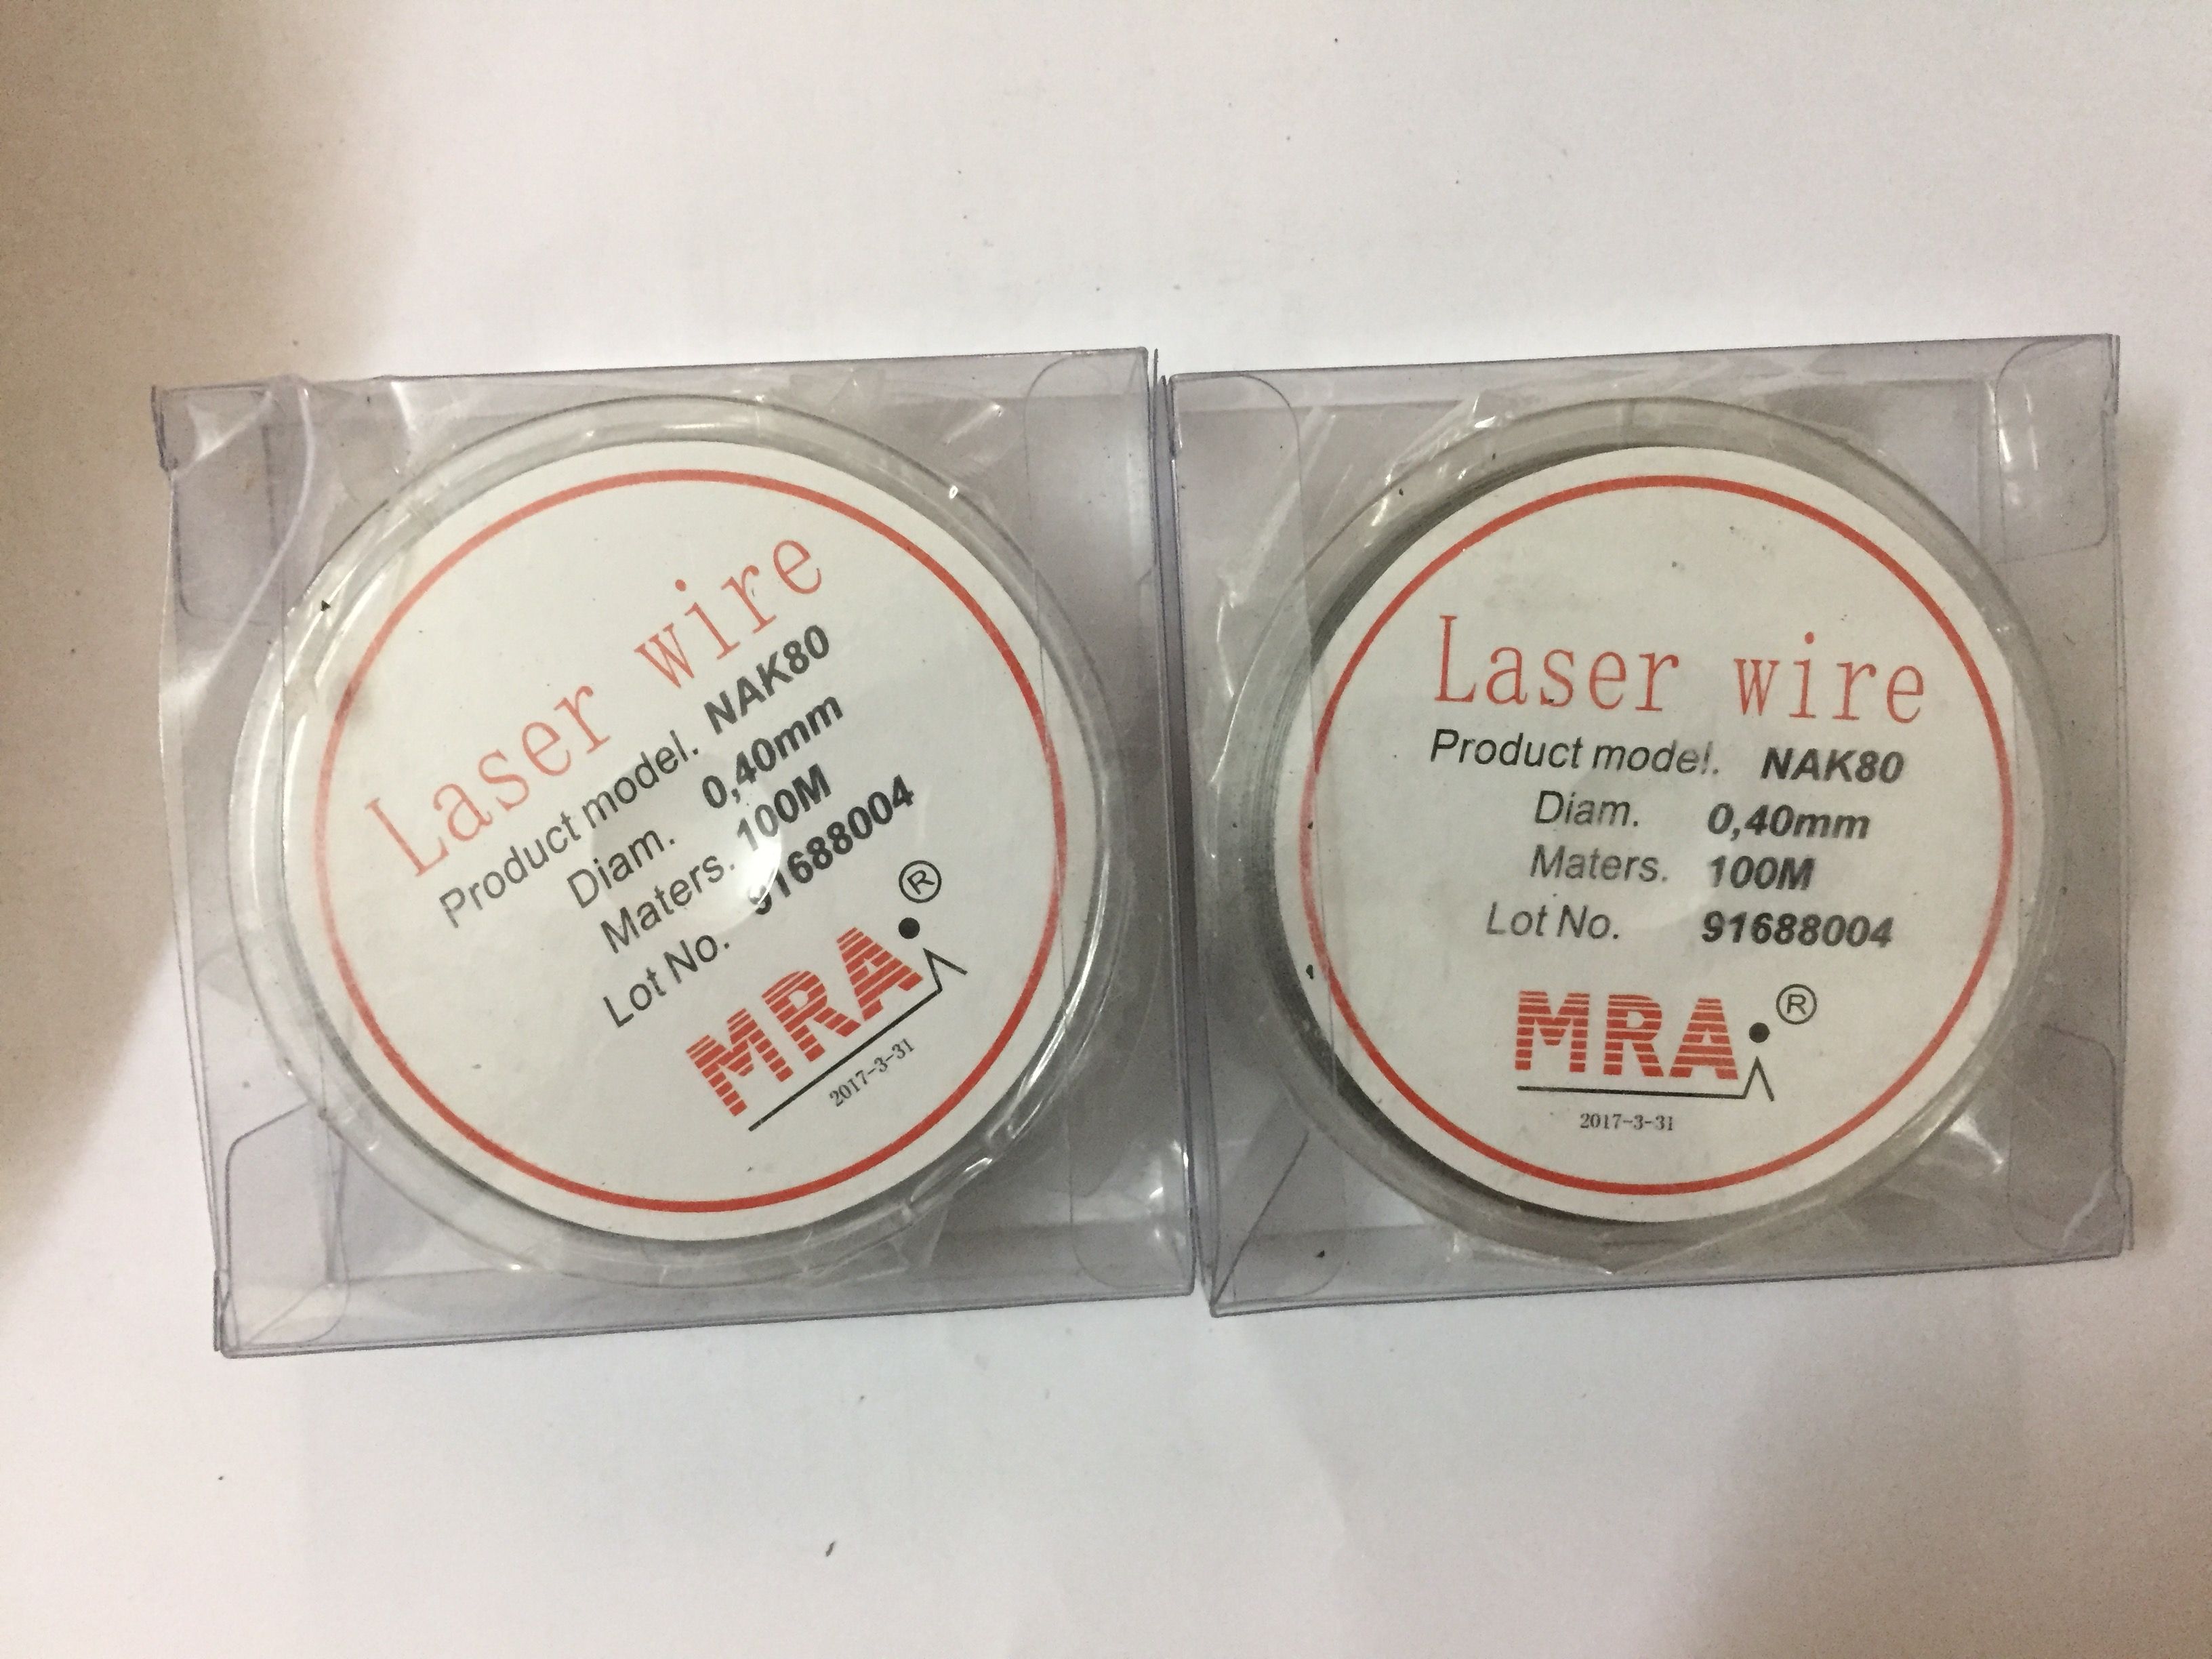 Laser wire
Product model. NAK80
Diam. 0,40mm
Maters. 100M
Lot No. 91688004
MRA ®
2017-3-31
Laser wire
Product model. NAK80
Diam. 0,40mm
Maters. 100M
Lot No. 91688004
MRA ®
2017-3-31